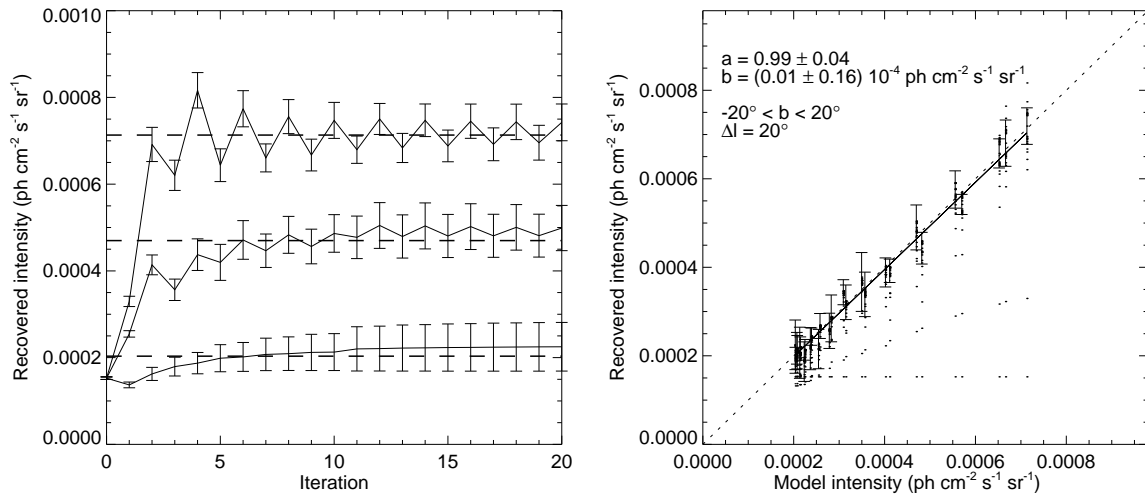 0.0010
0.0008
0.0006
0.0004
0.0002
0.0000
Recovered intensity (ph cm-2 s-1 sr-1)
0 5 10 15 20
Iteration
a = 0.99 ± 0.04
b = (0.01 ± 0.16) 10-4 ph cm-2 s-1 sr-1
-20° < b < 20°
Δl = 20°
0.0008
0.0006
0.0004
0.0002
0.0000
Recovered intensity (ph cm-2 s-1 sr-1)
0.0000 0.0002 0.0004 0.0006 0.0008
Model intensity (ph cm-2 s-1 sr-1)